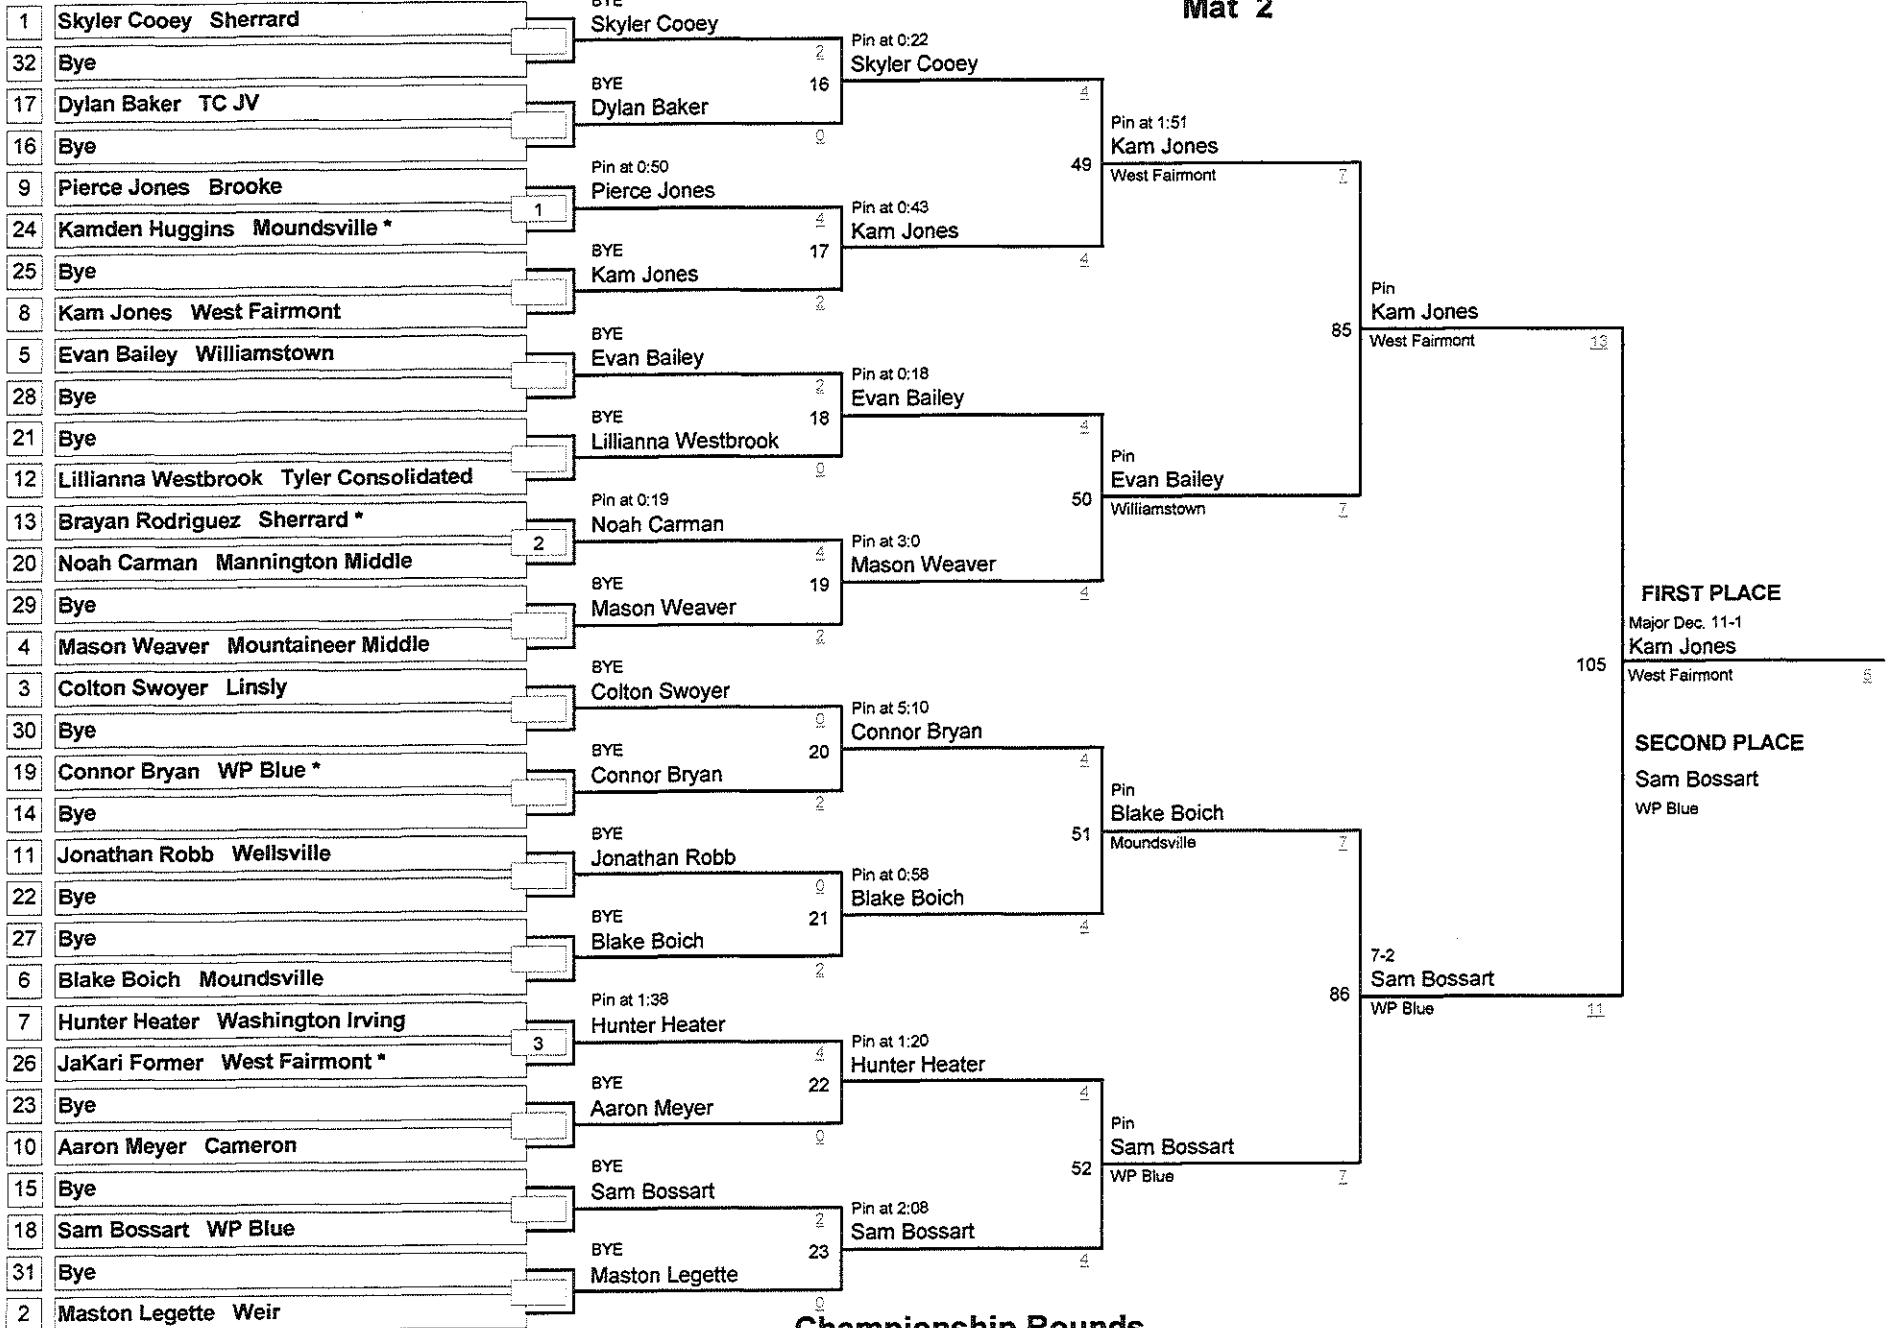 Mat 2
1 Skyler Cooey Sherrard
32 Bye
17 Dylan Baker TC JV
16 Bye
9 Pierce Jones Brooke
24 Kamden Huggins Moundsville *
25 Bye
8 Kam Jones West Fairmont
5 Evan Bailey Williamstown
28 Bye
21 Bye
12 Lillianna Westbrook Tyler Consolidated
13 Brayan Rodriguez Sherrard *
20 Noah Carman Mannington Middle
29 Bye
4 Mason Weaver Mountaineer Middle
3 Colton Swoyer Linsly
30 Bye
19 Connor Bryan WP Blue *
14 Bye
11 Jonathan Robb Wellsville
22 Bye
27 Bye
6 Blake Boich Moundsville
7 Hunter Heater Washington Irving
26 JaKari Former West Fairmont *
23 Bye
10 Aaron Meyer Cameron
15 Bye
18 Sam Bossart WP Blue
31 Bye
2 Maston Legette Weir
1
2
3
BYE
Skyler Cooey
2
16
BYE
Dylan Baker
0
Pin at 0:50
Pierce Jones
4
17
BYE
Kam Jones
2
BYE
Evan Bailey
2
18
BYE
Lillianna Westbrook
0
Pin at 0:19
Noah Carman
4
19
BYE
Mason Weaver
2
BYE
Colton Swoyer
0
20
BYE
Connor Bryan
2
BYE
Jonathan Robb
0
21
BYE
Blake Boich
2
Pin at 1:38
Hunter Heater
4
22
BYE
Aaron Meyer
0
BYE
Sam Bossart
2
23
BYE
Maston Legette
0
Pin at 0:22
Skyler Cooey
4
49
Pin at 0:43
Kam Jones
4
Pin at 0:18
Evan Bailey
4
50
Pin at 3:0
Mason Weaver
4
Pin at 5:10
Connor Bryan
4
51
Pin at 0:58
Blake Boich
4
Pin at 1:20
Hunter Heater
4
52
Pin at 2:08
Sam Bossart
4
Pin at 1:51
Kam Jones
West Fairmont
7
85
Pin
Evan Bailey
Williamstown
7
Pin
Blake Boich
Moundsville
7
86
Pin
Sam Bossart
WP Blue
7
Pin
Kam Jones
West Fairmont
13
105
7-2
Sam Bossart
WP Blue
11
FIRST PLACE
Major Dec. 11-1
Kam Jones
West Fairmont
5
SECOND PLACE
Sam Bossart
WP Blue
Championship Rounds